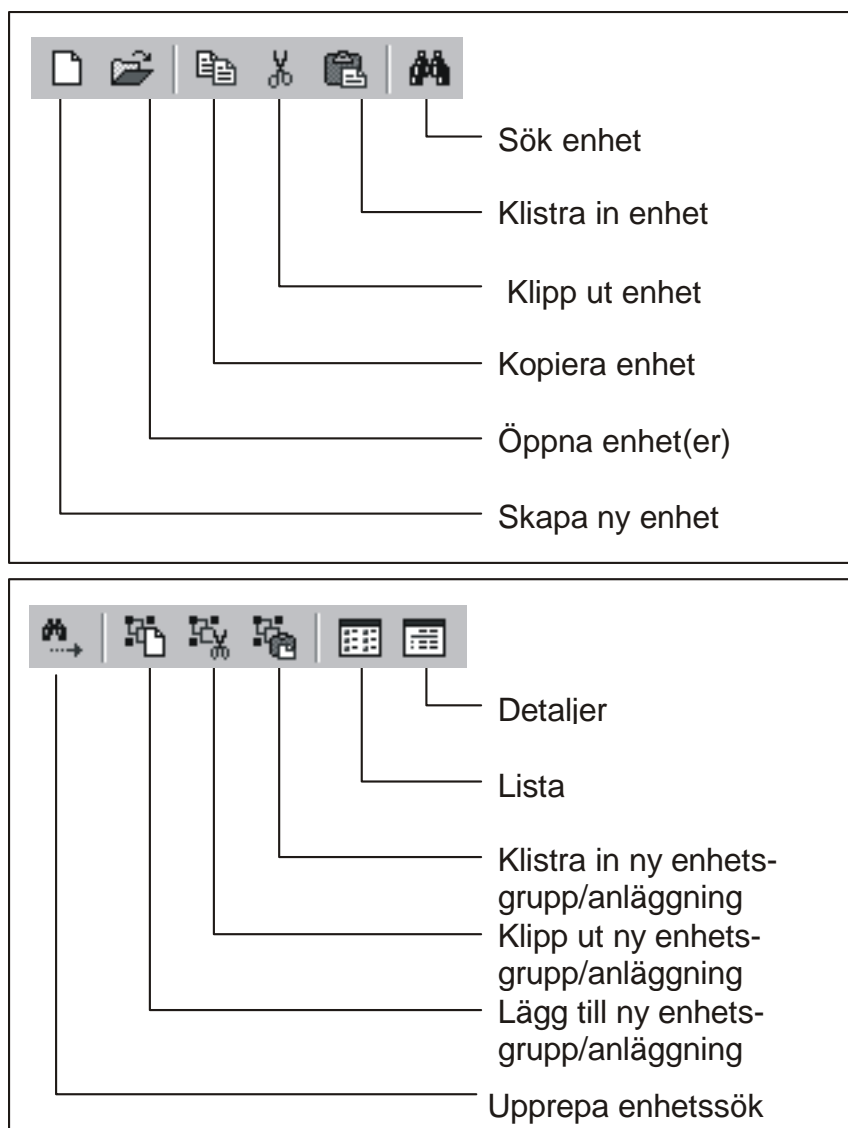 Sök enhet
Klistra in enhet
Klipp ut enhet
Kopiera enhet
Öppna enhet(er)
Skapa ny enhet
Detaljer
Lista
Klistra in ny enhets-
grupp/anläggning
Klipp ut ny enhets-
grupp/anläggning
Lägg till ny enhets-
grupp/anläggning
Upprepa enhetssök